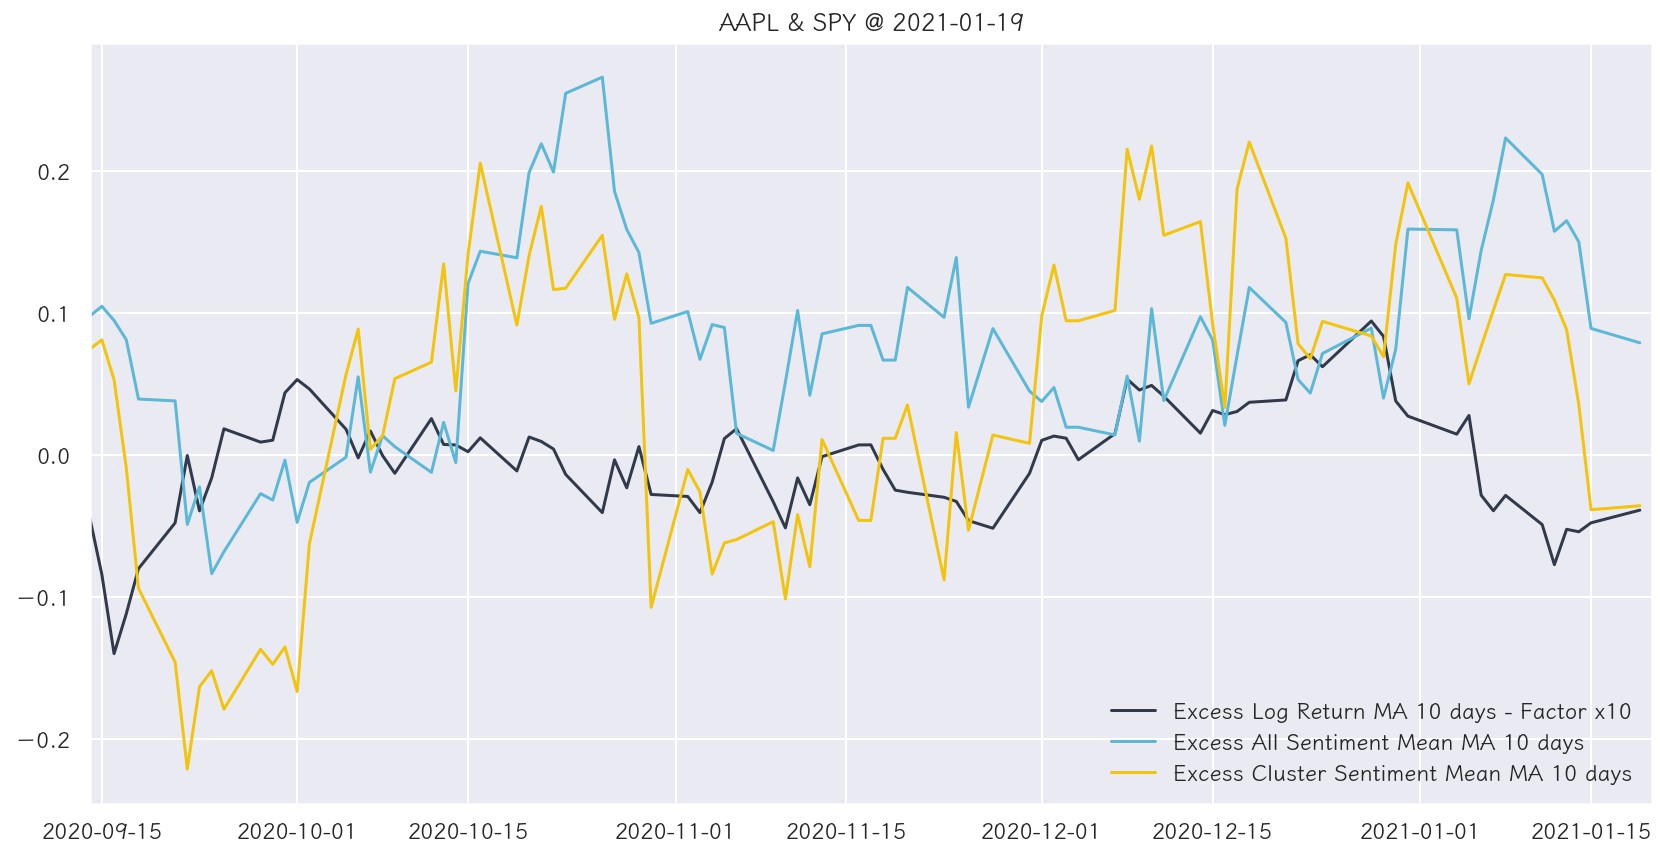 AAPL & SPY @ 2021-01-19
0.2
0.1
0.0
−0.1
−0.2
Excess Log Return MA 10 days - Factor x10
Excess All Sentiment Mean MA 10 days
Excess Cluster Sentiment Mean MA 10 days
2020-09-15 2020-10-01 2020-10-15 2020-11-01 2020-11-15 2020-12-01 2020-12-15 2021-01-01 2021-01-15